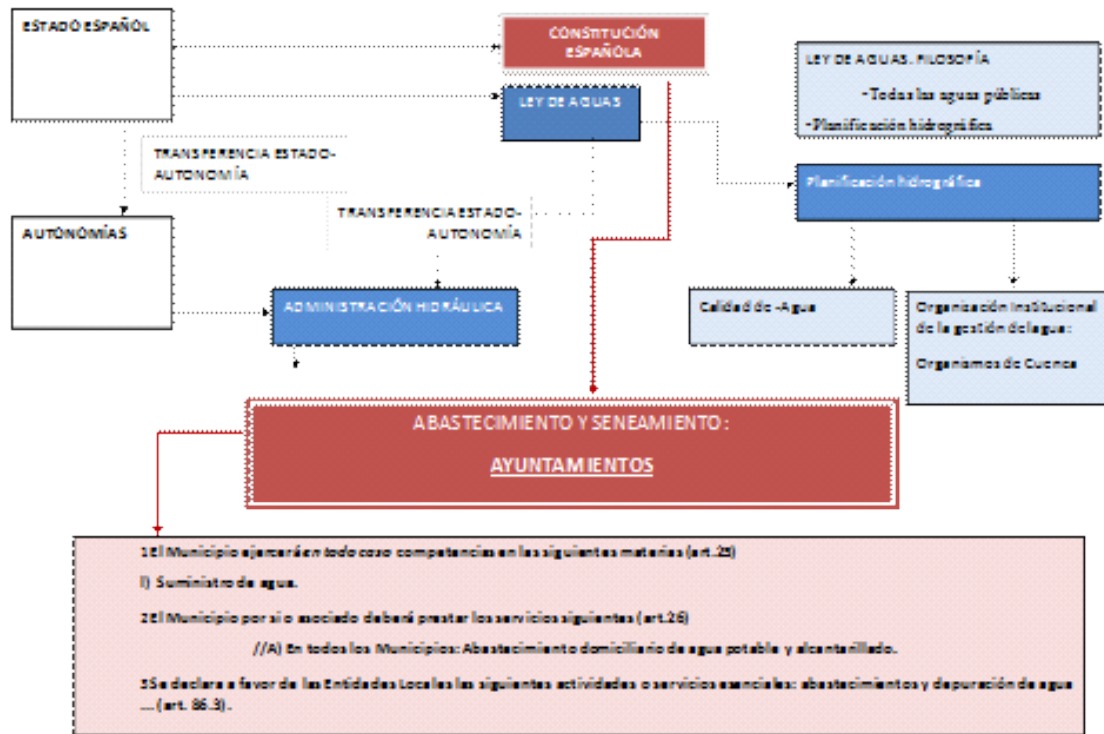 ESTADO ESPAÑOL
CONSTITUCIÓN
ESPAÑOLA
LEY DE AGUAS
LEY DE AGUAS. FILOSOFÍA
-Todas las aguas públicas
-Planificación hidrográfica
TRANSFERENCIA ESTADO-
AUTONOMÍA
Planificación hidrográfica
TRANSFERENCIA ESTADO-
AUTONOMÍA
AUTONOMÍAS
ADMINISTRACIÓN HIDRÁULICA
Calidad de -Agua
Organización Institucional
de la gestión del agua:
Organismos de Cuenca
ABASTECIMIENTO Y SENEAMIENTO:
AYUNTAMIENTOS
1El Municipio ejercerá en todo caso competencias en las siguientes materias (art.25)
l) Suministro de agua.
2El Municipio por si o asociado deberá prestar los servicios siguientes (art.26)
//A) En todos los Municipios: Abastecimiento domiciliario de agua potable y alcantarillado.
3Se declara a favor de las Entidades Locales las siguientes actividades o servicios esenciales: abastecimientos y depuración de agua
... (art. 86.3).